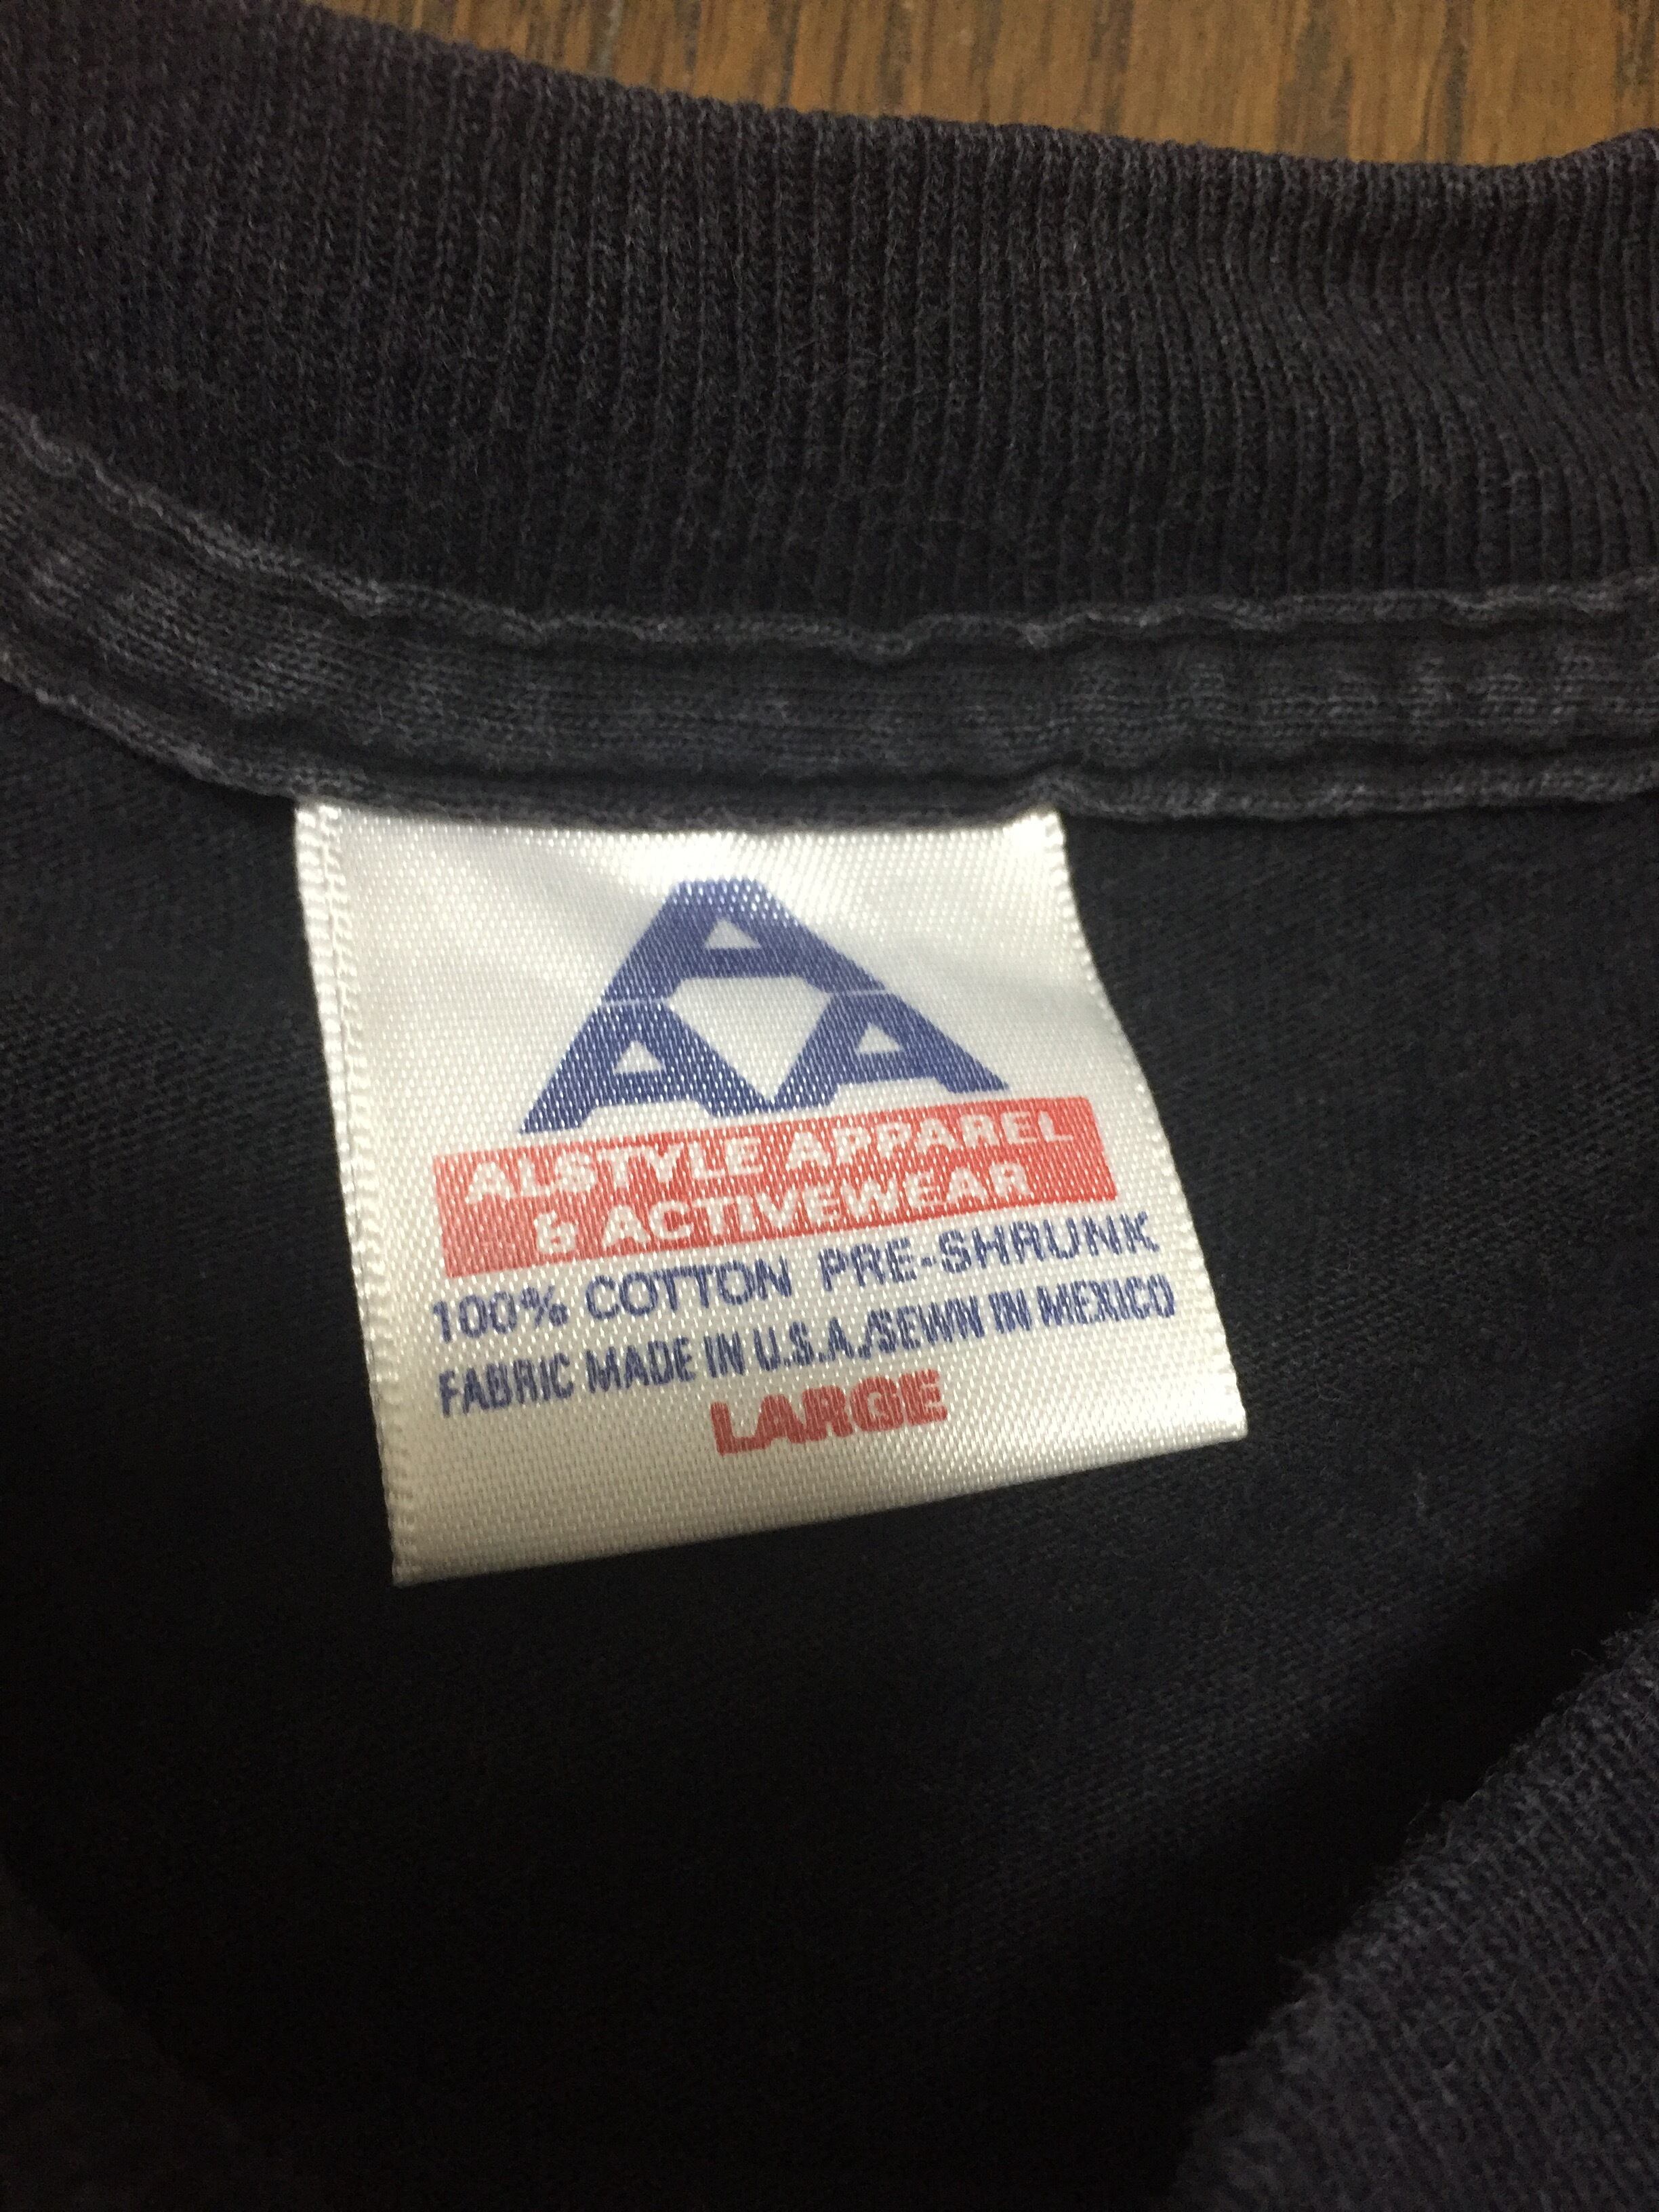 A
A A
ALSTYLE APPAREL
& ACTIVEWEAR
100% COTTON PRE-SHRUNK
FABRIC MADE IN U.S.A./SEWN IN MEXICO
LARGE